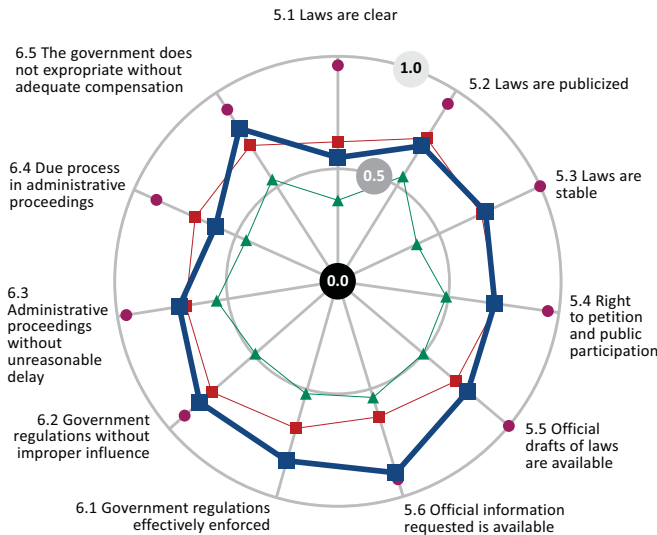 5.1 Laws are clear
1.0
5.2 Laws are publicized
0.5
5.3 Laws are
stable
0.0
5.4 Right
to petition
and public
participation
5.5 Official
drafts of laws
are available
5.6 Official information
requested is available
6.1 Government regulations
effectively enforced
6.2 Government
regulations without
improper influence
6.3
Administrative
proceedings
without
unreasonable
delay
6.4 Due process
in administrative
proceedings
6.5 The government does
not expropriate without
adequate compensation